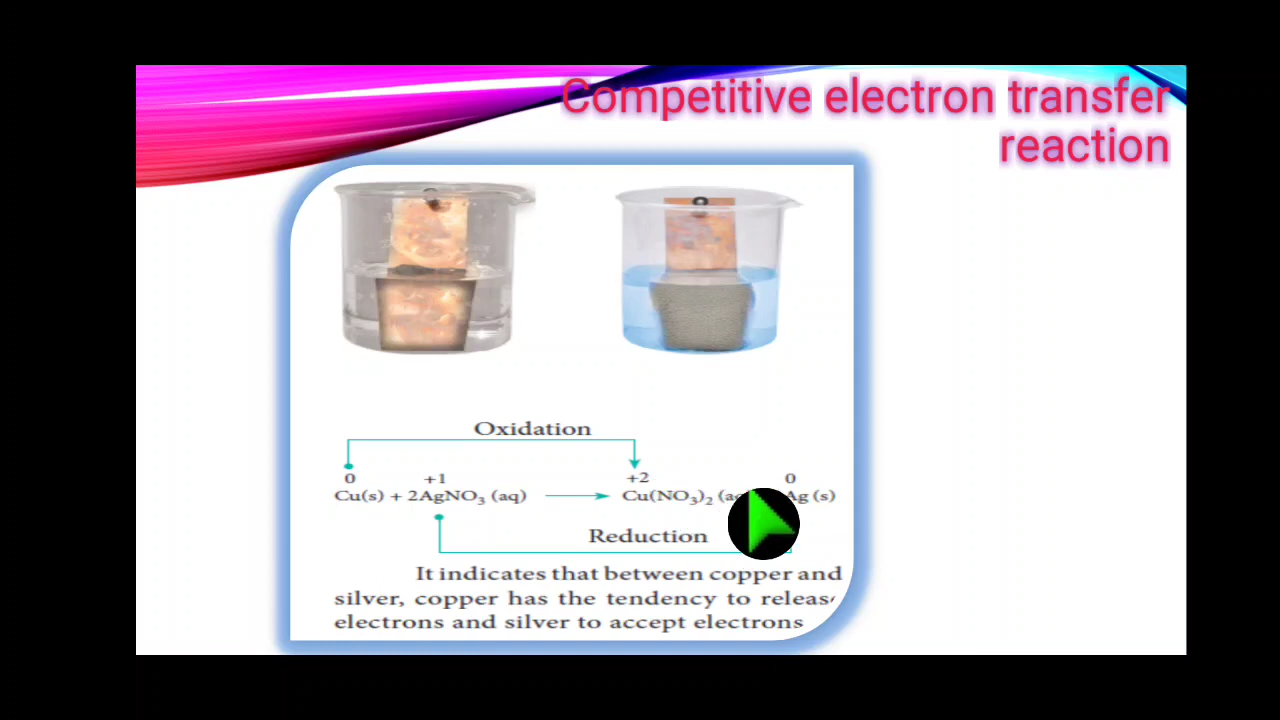 Competitive electron transfer
reaction
Oxidation
0 +1 +2 0
Cu(s) + 2AgNO₃ (aq) ⟶ Cu(NO₃)₂ Ag (s)
Reduction
It indicates that between copper and
silver, copper has the tendency to
electrons and silver to accept electrons